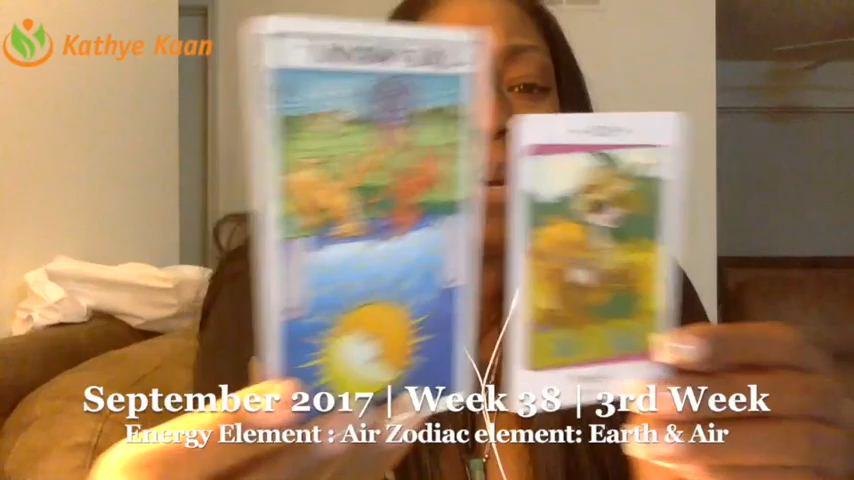 Kathye Kaan
September 2017 | Week 38 | 3rd Week
Energy Element : Air Zodiac element: Earth & Air